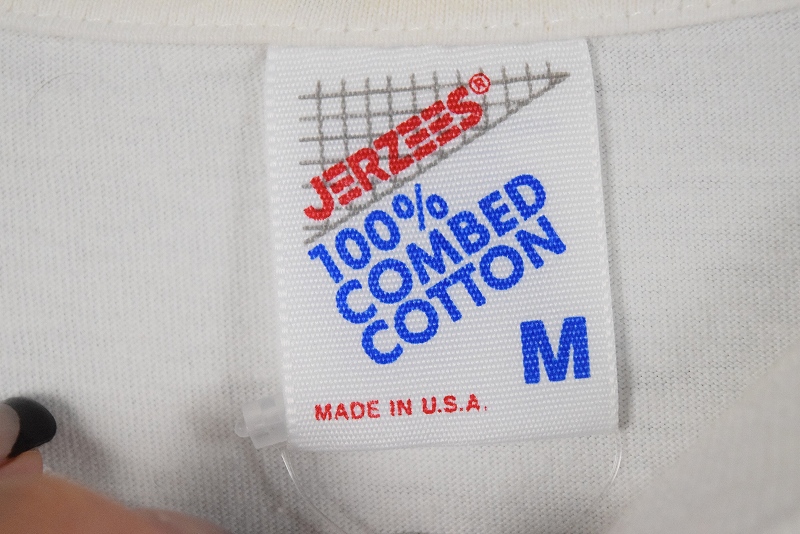 JERZEES®
100%
COMBED
COTTON
M
MADE IN U.S.A.